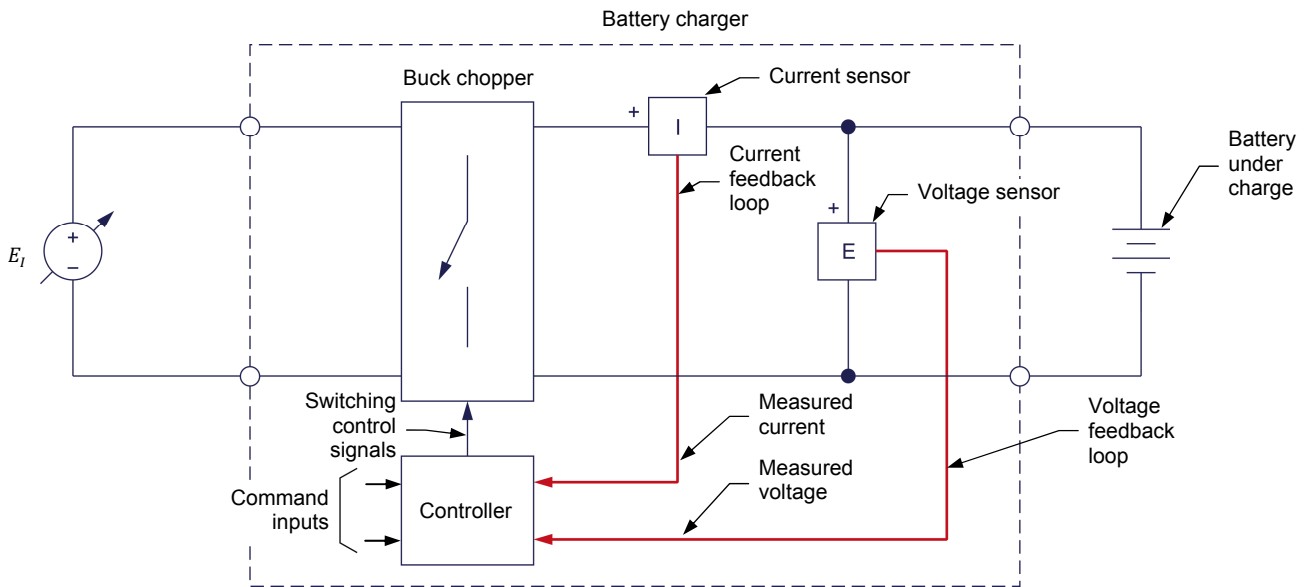 Battery charger
Buck chopper
Current sensor
+
I
Current
feedback
loop
Battery
under
charge
Voltage sensor
+
E
+
−
E_I
Switching
control
signals
Measured
current
Measured
voltage
Voltage
feedback
loop
Command
inputs
Controller